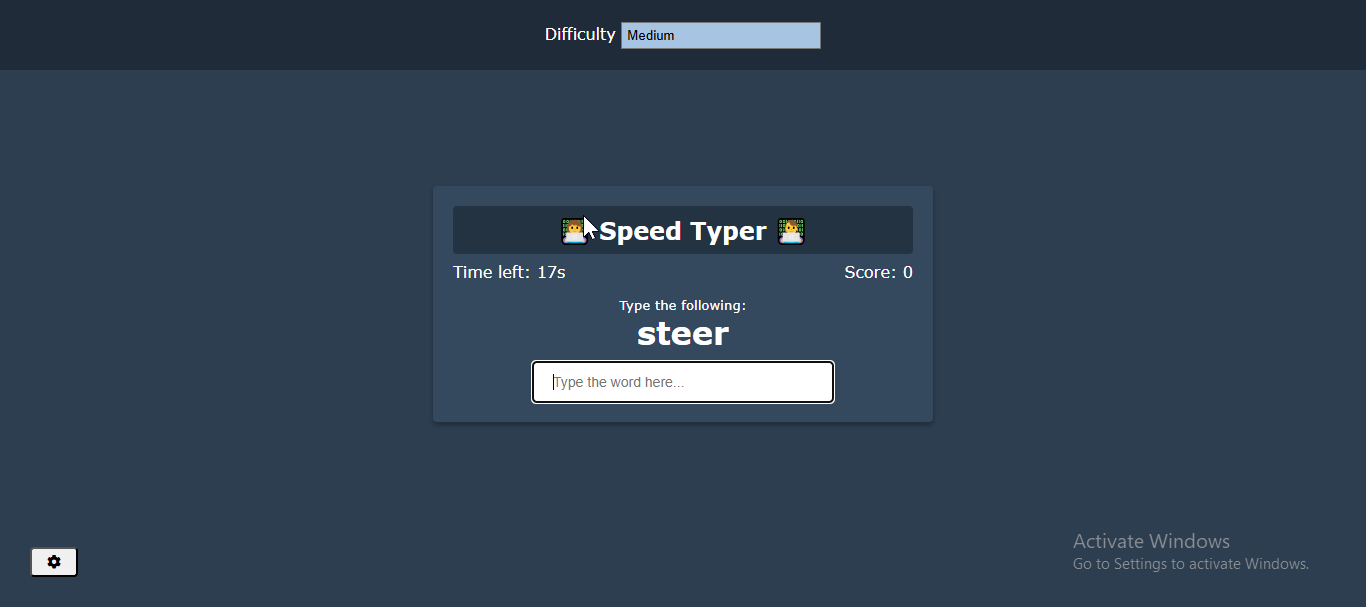 Difficulty Medium
Speed Typer
Time left: 17s Score: 0
Type the following:
steer
Type the word here...
Activate Windows
Go to Settings to activate Windows.